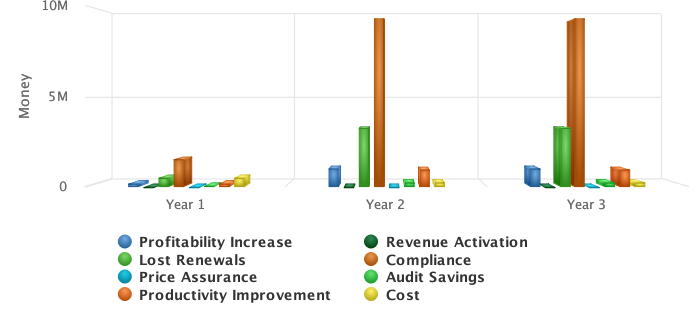 10M
5M
0
Money
Year 1
Year 2
Year 3
Profitability Increase
Revenue Activation
Lost Renewals
Compliance
Price Assurance
Audit Savings
Productivity Improvement
Cost